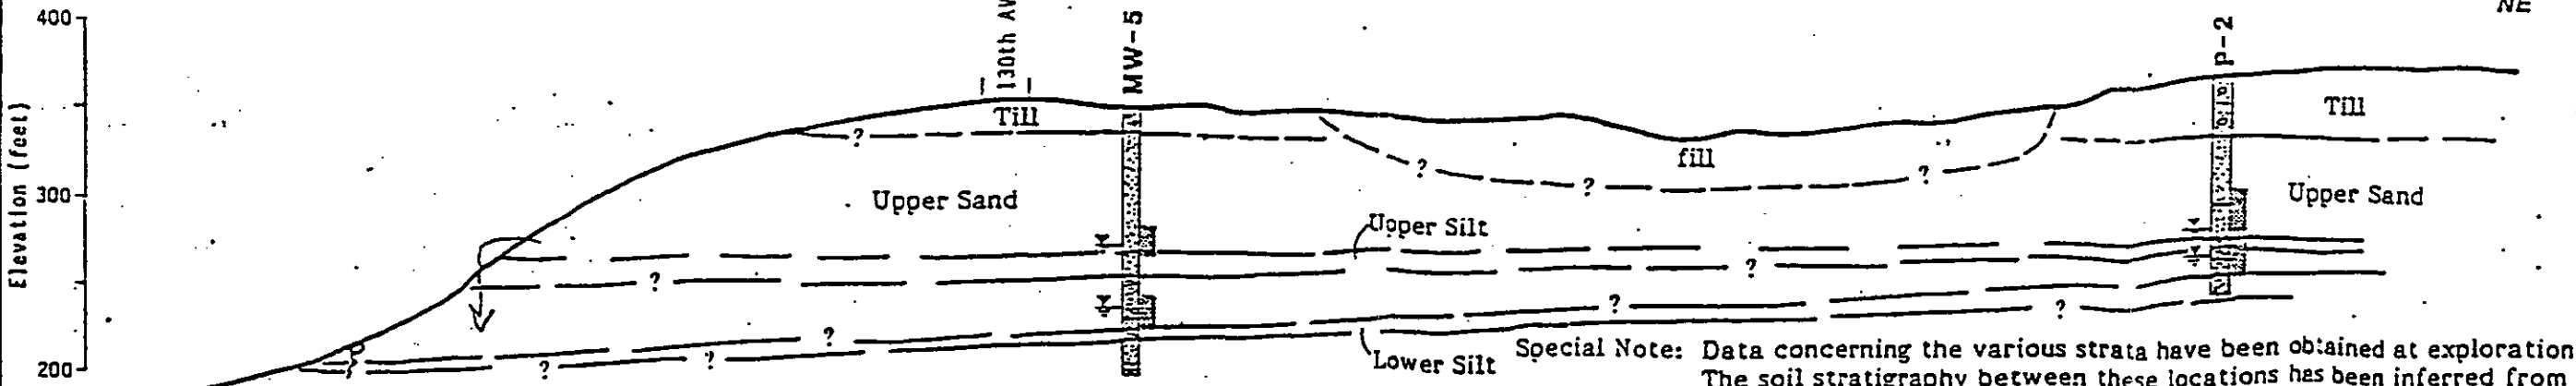 400
300
200
Elevation (feet)
130th AV
MW-5
P-2
NE
Till
Till
?
fill
?
?
?
Upper Sand
Upper Sand
Upper Silt
?
?
?
?
?
?
?
Lower Silt
Special Note: Data concerning the various strata have been obtained at exploration
The soil stratigraphy between these locations has been inferred from